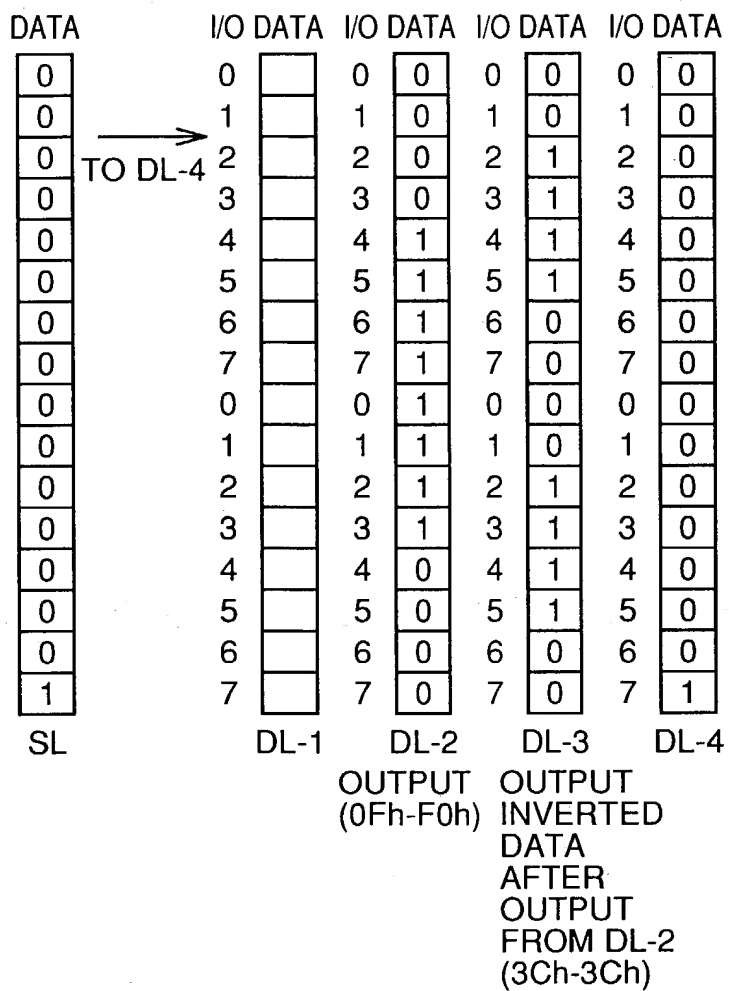 DATA I/O DATA I/O DATA I/O DATA I/O DATA
0 0 0 0 0 0 0 0
0 1 1 0 1 0 1 0
0 2 2 0 2 1 2 0
TO DL-4
0 3 3 0 3 1 3 0
0 4 4 1 4 1 4 0
0 5 5 1 5 1 5 0
0 6 6 1 6 0 6 0
0 7 7 1 7 0 7 0
0 0 0 1 0 0 0 0
0 1 1 1 1 0 1 0
0 2 2 1 2 1 2 0
0 3 3 1 3 1 3 0
0 4 4 0 4 1 4 0
0 5 5 0 5 1 5 0
0 6 6 0 6 0 6 0
1 7 7 0 7 0 7 1
SL DL-1 DL-2 DL-3 DL-4
OUTPUT
(0Fh-F0h)
OUTPUT
INVERTED
DATA
AFTER
OUTPUT
FROM DL-2
(3Ch-3Ch)